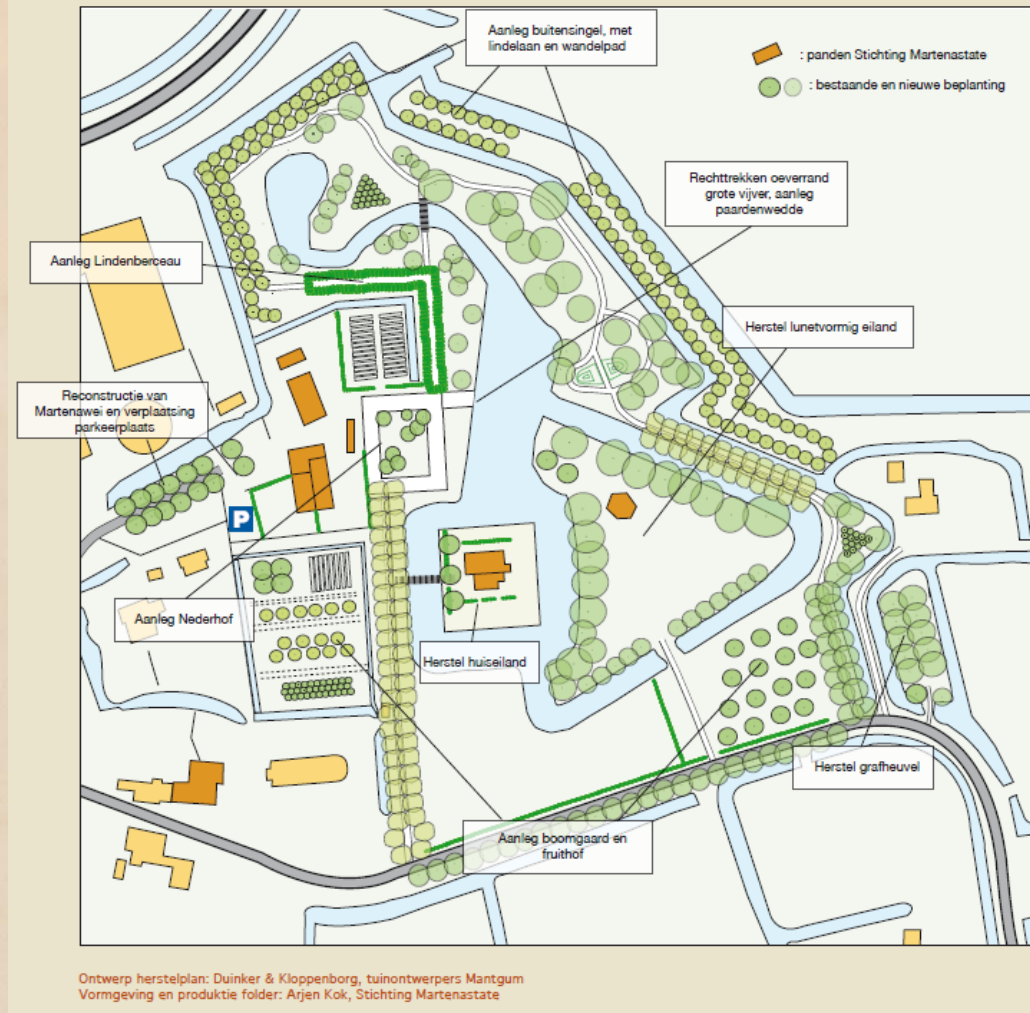 Aanleg buitensingel, met
lindelaan en wandelpad
: panden Stichting Martenastate
: bestaande en nieuwe beplanting
Rechttrekken oeverrand
grote vijver, aanleg
paardenwedde
Aanleg Lindenberceau
Herstel lunetvormig eiland
Reconstructie van
Martenawei en verplaatsing
parkeerplaats
P
Aanleg Nederhof
Herstel huiseiland
Herstel grafheuvel
Aanleg boomgaard en
fruithof
Ontwerp herstelplan: Duinker & Kloppenborg, tuinontwerpers Mantgum
Vormgeving en produktie folder: Arjen Kok, Stichting Martenastate